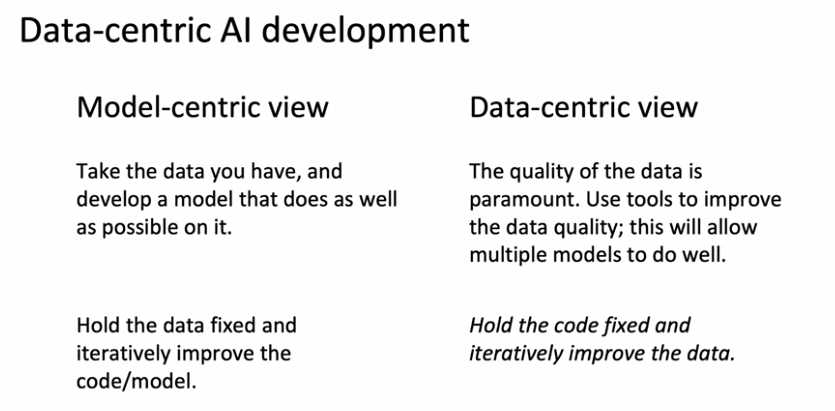 Data-centric AI development
Model-centric view
Take the data you have, and
develop a model that does as well
as possible on it.
Hold the data fixed and
iteratively improve the
code/model.
Data-centric view
The quality of the data is
paramount. Use tools to improve
the data quality; this will allow
multiple models to do well.
Hold the code fixed and
iteratively improve the data.